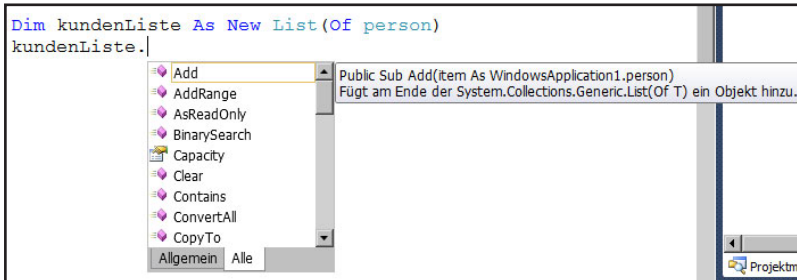 Dim kundenListe As New List(Of person)
kundenListe.
Add
Public Sub Add(item As WindowsApplication1.person)
Fügt am Ende der System.Collections.Generic.List(Of T) ein Objekt hinzu.
AddRange
AsReadOnly
BinarySearch
Capacity
Clear
Contains
ConvertAll
CopyTo
Allgemein Alle